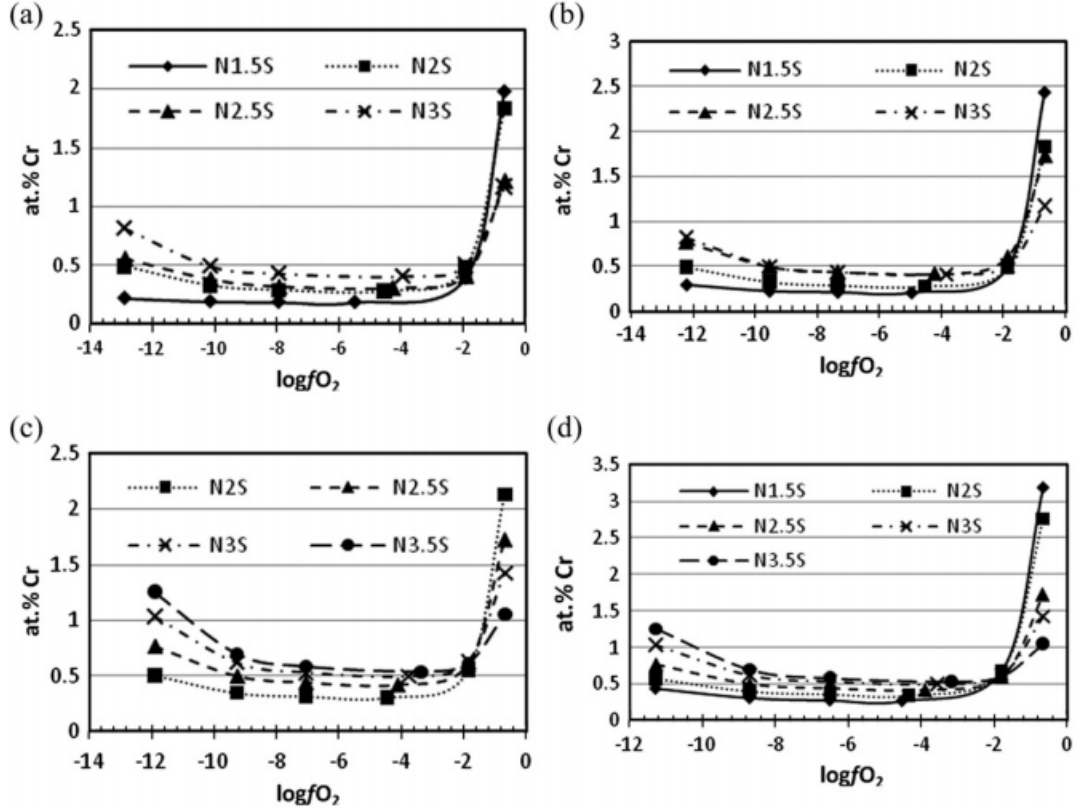 (a)
2.5
2
1.5
1
0.5
0
at.% Cr
N1.5S N2S
N2.5S N3S
-14 -12 -10 -8 -6 -4 -2 0
logfO₂
(b)
3
2.5
2
1.5
1
0.5
0
at.% Cr
N1.5S N2S
N2.5S N3S
-14 -12 -10 -8 -6 -4 -2 0
logfO₂
(c)
2.5
2
1.5
1
0.5
0
at.% Cr
N2S N2.5S
N3S N3.5S
-14 -12 -10 -8 -6 -4 -2 0
logfO₂
(d)
3.5
3
2.5
2
1.5
1
0.5
0
at.% Cr
N1.5S N2S
N2.5S N3S
N3.5S
-12 -10 -8 -6 -4 -2 0
logfO₂